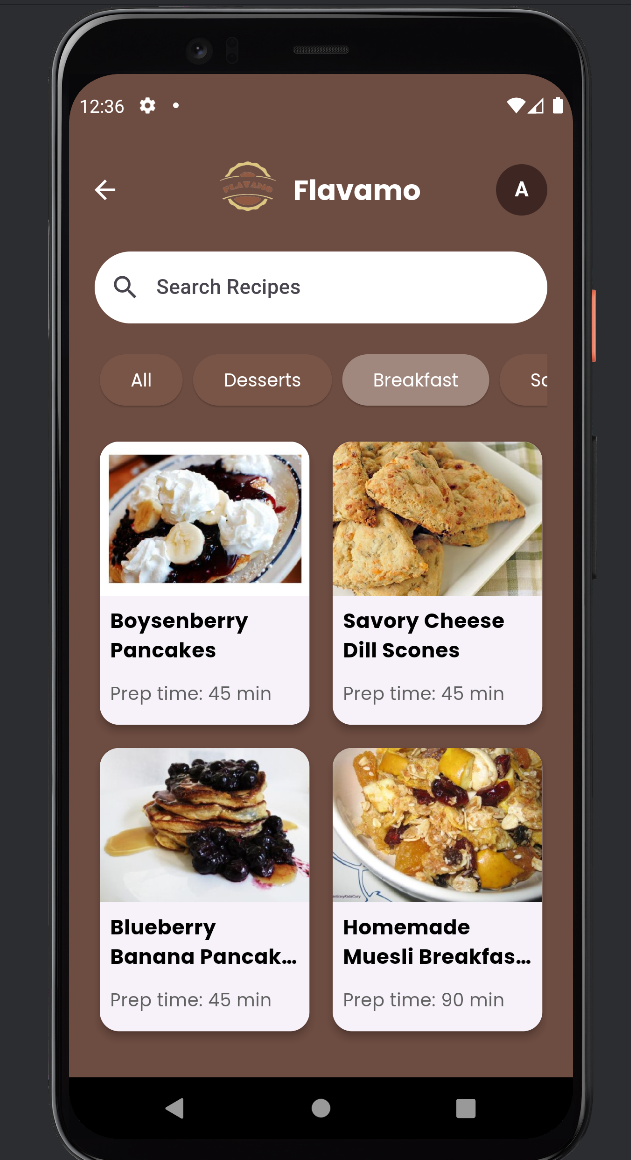 12:36
FLAVAMO
Flavamo
A
Search Recipes
All
Desserts
Breakfast
Boysenberry
Pancakes
Prep time: 45 min
Savory Cheese
Dill Scones
Prep time: 45 min
Blueberry
Banana Pancak...
Prep time: 45 min
Homemade
Muesli Breakfas...
Prep time: 90 min